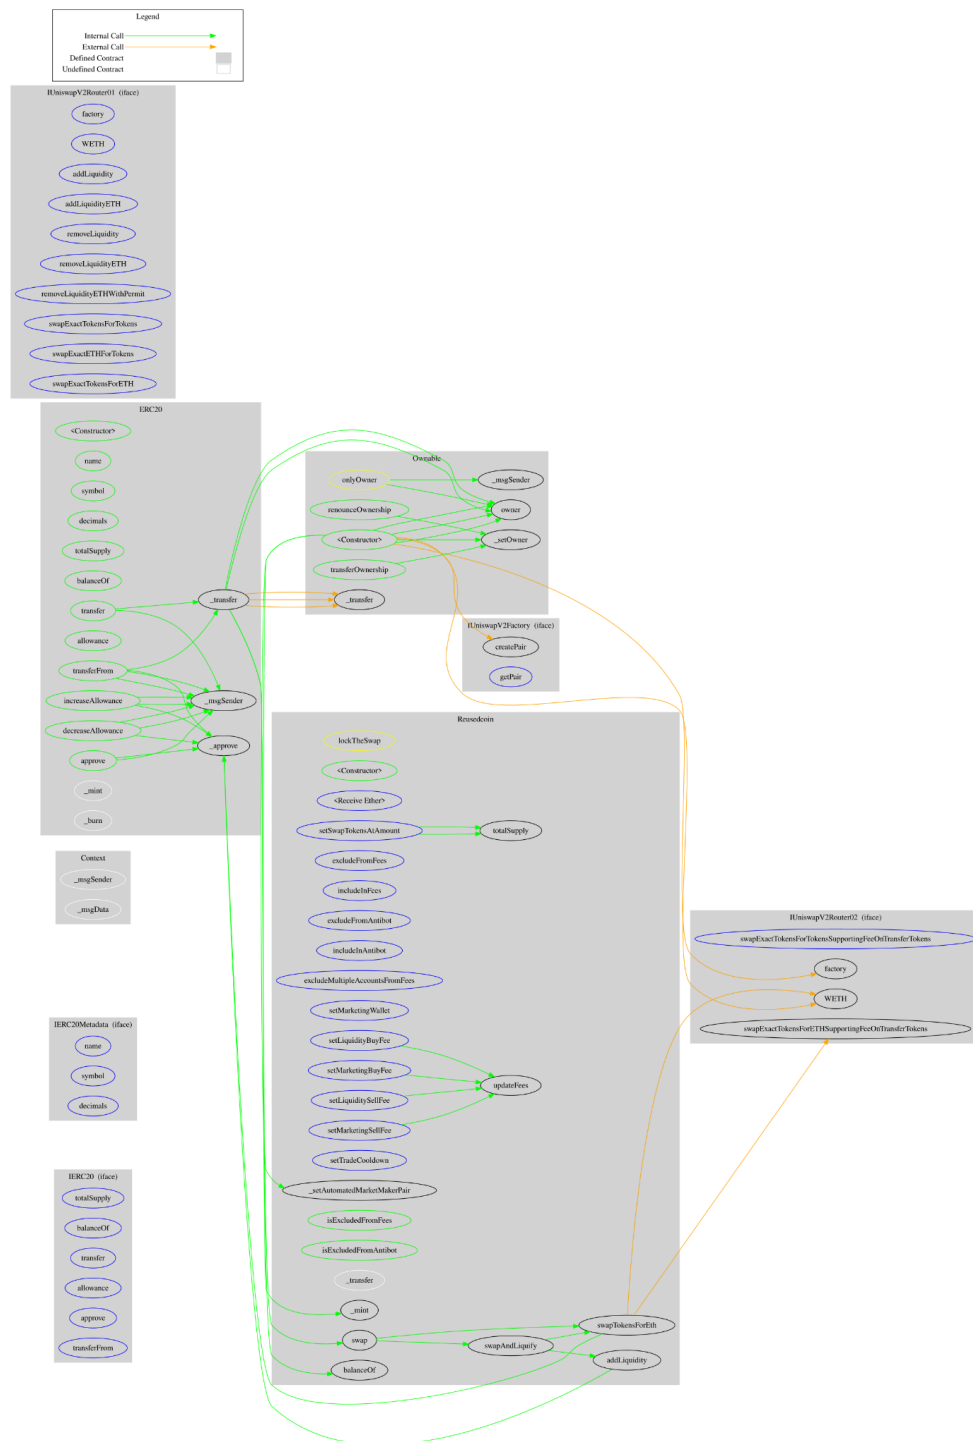 Legend
Internal Call
External Call
Defined Contract
Undefined Contract
IUniswapV2Router01 (iface)
factory
WETH
addLiquidity
addLiquidityETH
removeLiquidity
removeLiquidityETH
removeLiquidityETHWithPermit
swapExactTokensForTokens
swapExactETHForTokens
swapExactTokensForETH
ERC20
<Constructor>
name
symbol
decimals
totalSupply
balanceOf
transfer
allowance
transferFrom
increaseAllowance
decreaseAllowance
approve
_mint
_burn
_transfer
_msgSender
_approve
Ownable
onlyOwner
renounceOwnership
<Constructor>
transferOwnership
_transfer
_msgSender
owner
_setOwner
IUniswapV2Factory (iface)
createPair
getPair
Reusedcoin
lockTheSwap
<Constructor>
<Receive Ether>
setSwapTokensAtAmount
totalSupply
excludeFromFees
includeInFees
excludeFromAntibot
includeInAntibot
excludeMultipleAccountsFromFees
setMarketingWallet
setLiquidityBuyFee
setMarketingBuyFee
updateFees
setLiquiditySellFee
setMarketingSellFee
setTradeCooldown
_setAutomatedMarketMakerPair
isExcludedFromFees
isExcludedFromAntibot
_transfer
_mint
swap
balanceOf
swapAndLiquify
swapTokensForEth
addLiquidity
Context
_msgSender
_msgData
IUniswapV2Router02 (iface)
swapExactTokensForTokensSupportingFeeOnTransferTokens
factory
WETH
swapExactTokensForETHSupportingFeeOnTransferTokens
IERC20Metadata (iface)
name
symbol
decimals
IERC20 (iface)
totalSupply
balanceOf
transfer
allowance
approve
transferFrom